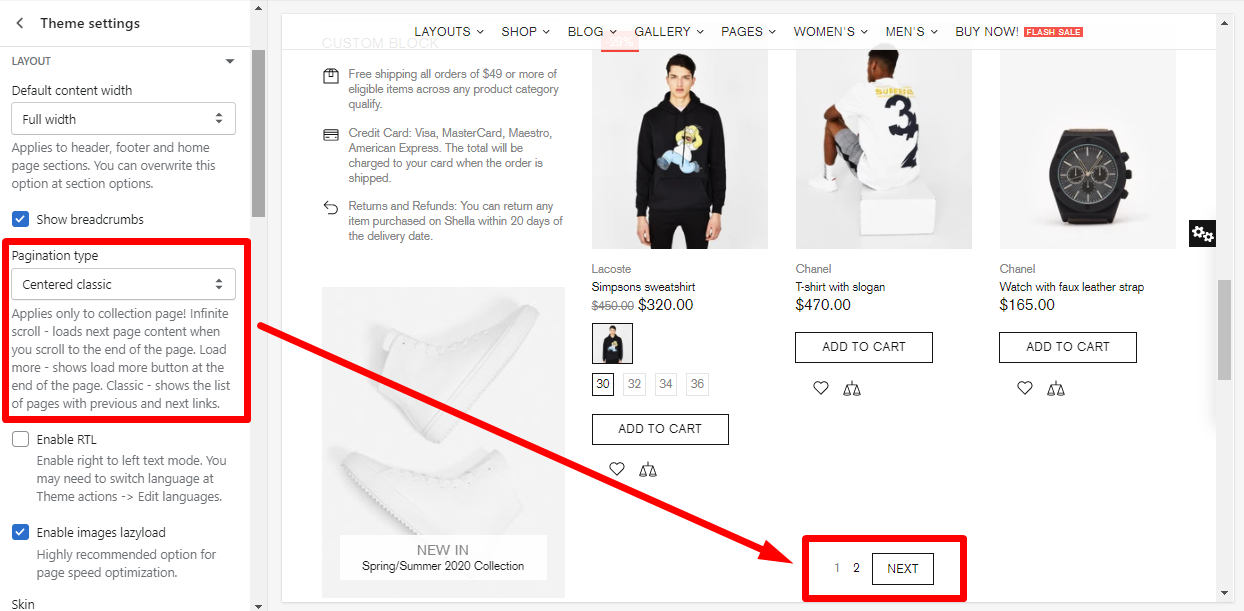 Theme settings
LAYOUT
Default content width
Full width
Applies to header, footer and home
page sections. You can overwrite this
option at section options.
Show breadcrumbs
Pagination type
Centered classic
Applies only to collection page! Infinite
scroll - loads next page content when
you scroll to the end of the page. Load
more - shows load more button at the
end of the page. Classic - shows the list
of pages with previous and next links.
Enable RTL
Enable right to left text mode. You
may need to switch language at
Theme actions -> Edit languages.
Enable images lazyload
Highly recommended option for
page speed optimization.
Skin
LAYOUTS SHOP BLOG GALLERY PAGES WOMEN'S MEN'S BUY NOW! FLASH SALE
CUSTOM BLOCK
Free shipping all orders of $49 or more of
eligible items across any product category
qualify.
Credit Card: Visa, MasterCard, Maestro,
American Express. The total will be
charged to your card when the order is
shipped.
Returns and Refunds: You can return any
item purchased on Shella within 20 days of
the delivery date.
NEW IN
Spring/Summer 2020 Collection
Lacoste
Simpsons sweatshirt
$450.00 $320.00
30 32 34 36
ADD TO CART
3
Chanel
T-shirt with slogan
$470.00
ADD TO CART
Chanel
Watch with faux leather strap
$165.00
ADD TO CART
1 2 NEXT